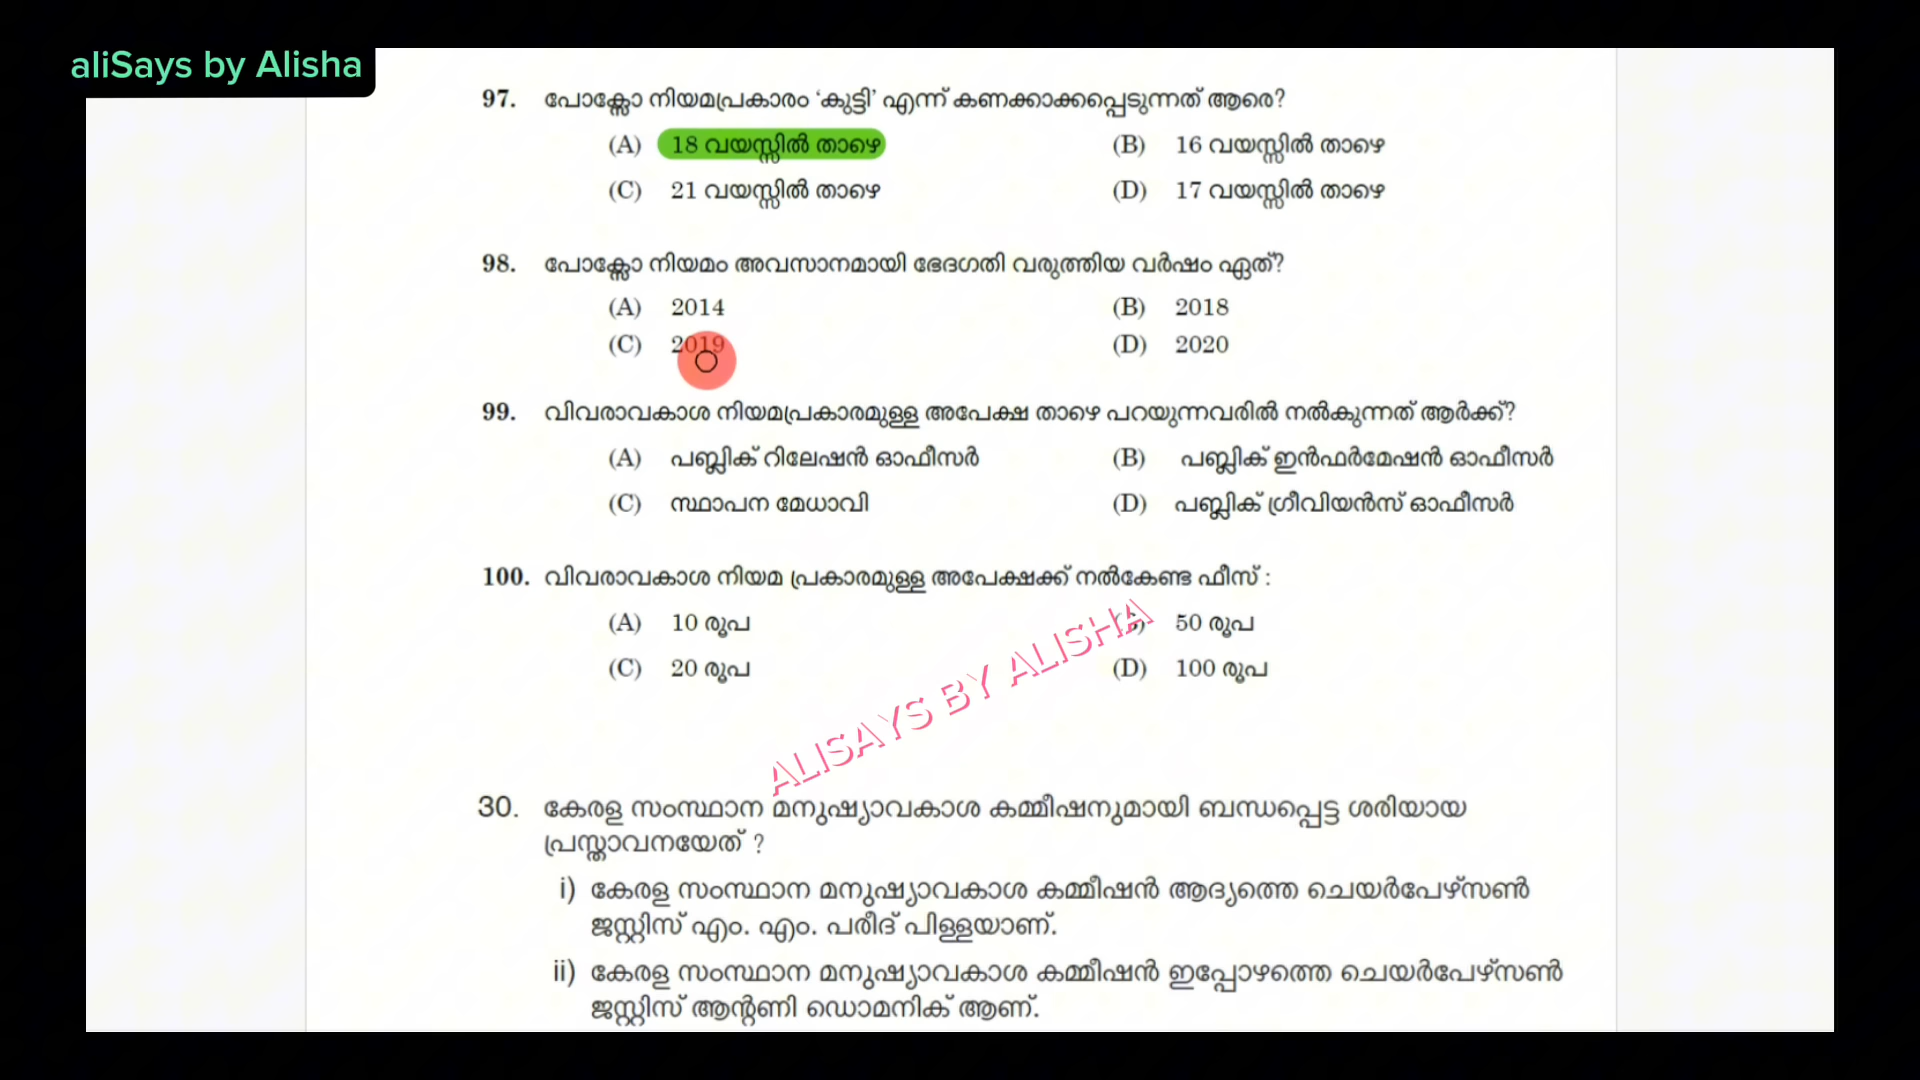 aliSays by Alisha
97. പോക്സോ നിയമപ്രകാരം ‘കുട്ടി’ എന്ന് കണക്കാക്കപ്പെടുന്നത് ആരെ?
(A) 18 വയസ്സിൽ താഴെ (B) 16 വയസ്സിൽ താഴെ
(C) 21 വയസ്സിൽ താഴെ (D) 17 വയസ്സിൽ താഴെ
98. പോക്സോ നിയമം അവസാനമായി ഭേദഗതി വരുത്തിയ വർഷം ഏത്?
(A) 2014 (B) 2018
(C) 2019 (D) 2020
99. വിവരാവകാശ നിയമപ്രകാരമുള്ള അപേക്ഷ താഴെ പറയുന്നവരിൽ നൽകുന്നത് ആർക്ക്?
(A) പബ്ലിക് റിലേഷൻ ഓഫീസർ (B) പബ്ലിക് ഇൻഫർമേഷൻ ഓഫീസർ
(C) സ്ഥാപന മേധാവി (D) പബ്ലിക് ഗ്രീവിയൻസ് ഓഫീസർ
100. വിവരാവകാശ നിയമ പ്രകാരമുള്ള അപേക്ഷക്ക് നൽകേണ്ട ഫീസ് :
(A) 10 രൂപ (B) 50 രൂപ
(C) 20 രൂപ (D) 100 രൂപ
ALISAYS BY ALISHA
30. കേരള സംസ്ഥാന മനുഷ്യാവകാശ കമ്മീഷനുമായി ബന്ധപ്പെട്ട ശരിയായ
പ്രസ്താവനയേത് ?
i) കേരള സംസ്ഥാന മനുഷ്യാവകാശ കമ്മീഷൻ ആദ്യത്തെ ചെയർപേഴ്സൺ
ജസ്റ്റിസ് എം. എം. പരീദ് പിള്ളയാണ്.
ii) കേരള സംസ്ഥാന മനുഷ്യാവകാശ കമ്മീഷൻ ഇപ്പോഴത്തെ ചെയർപേഴ്സൺ
ജസ്റ്റിസ് ആന്റണി ഡൊമനിക് ആണ്.